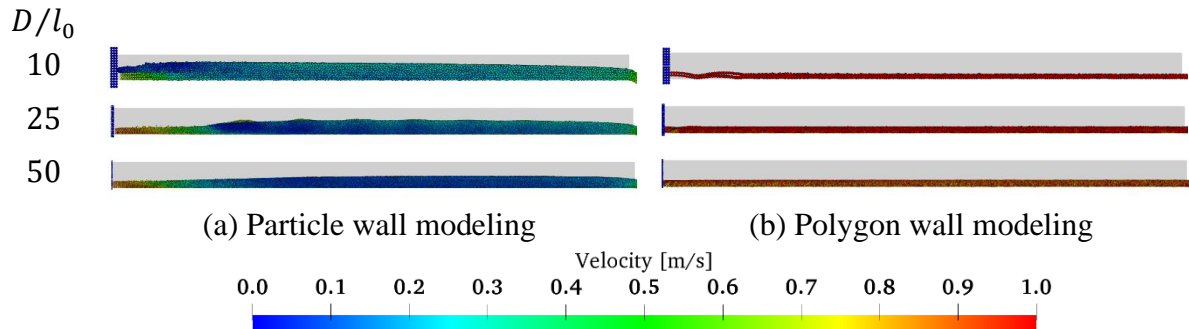 D/l₀
10
25
50
(a) Particle wall modeling
(b) Polygon wall modeling
Velocity [m/s]
0.0 0.1 0.2 0.3 0.4 0.5 0.6 0.7 0.8 0.9 1.0